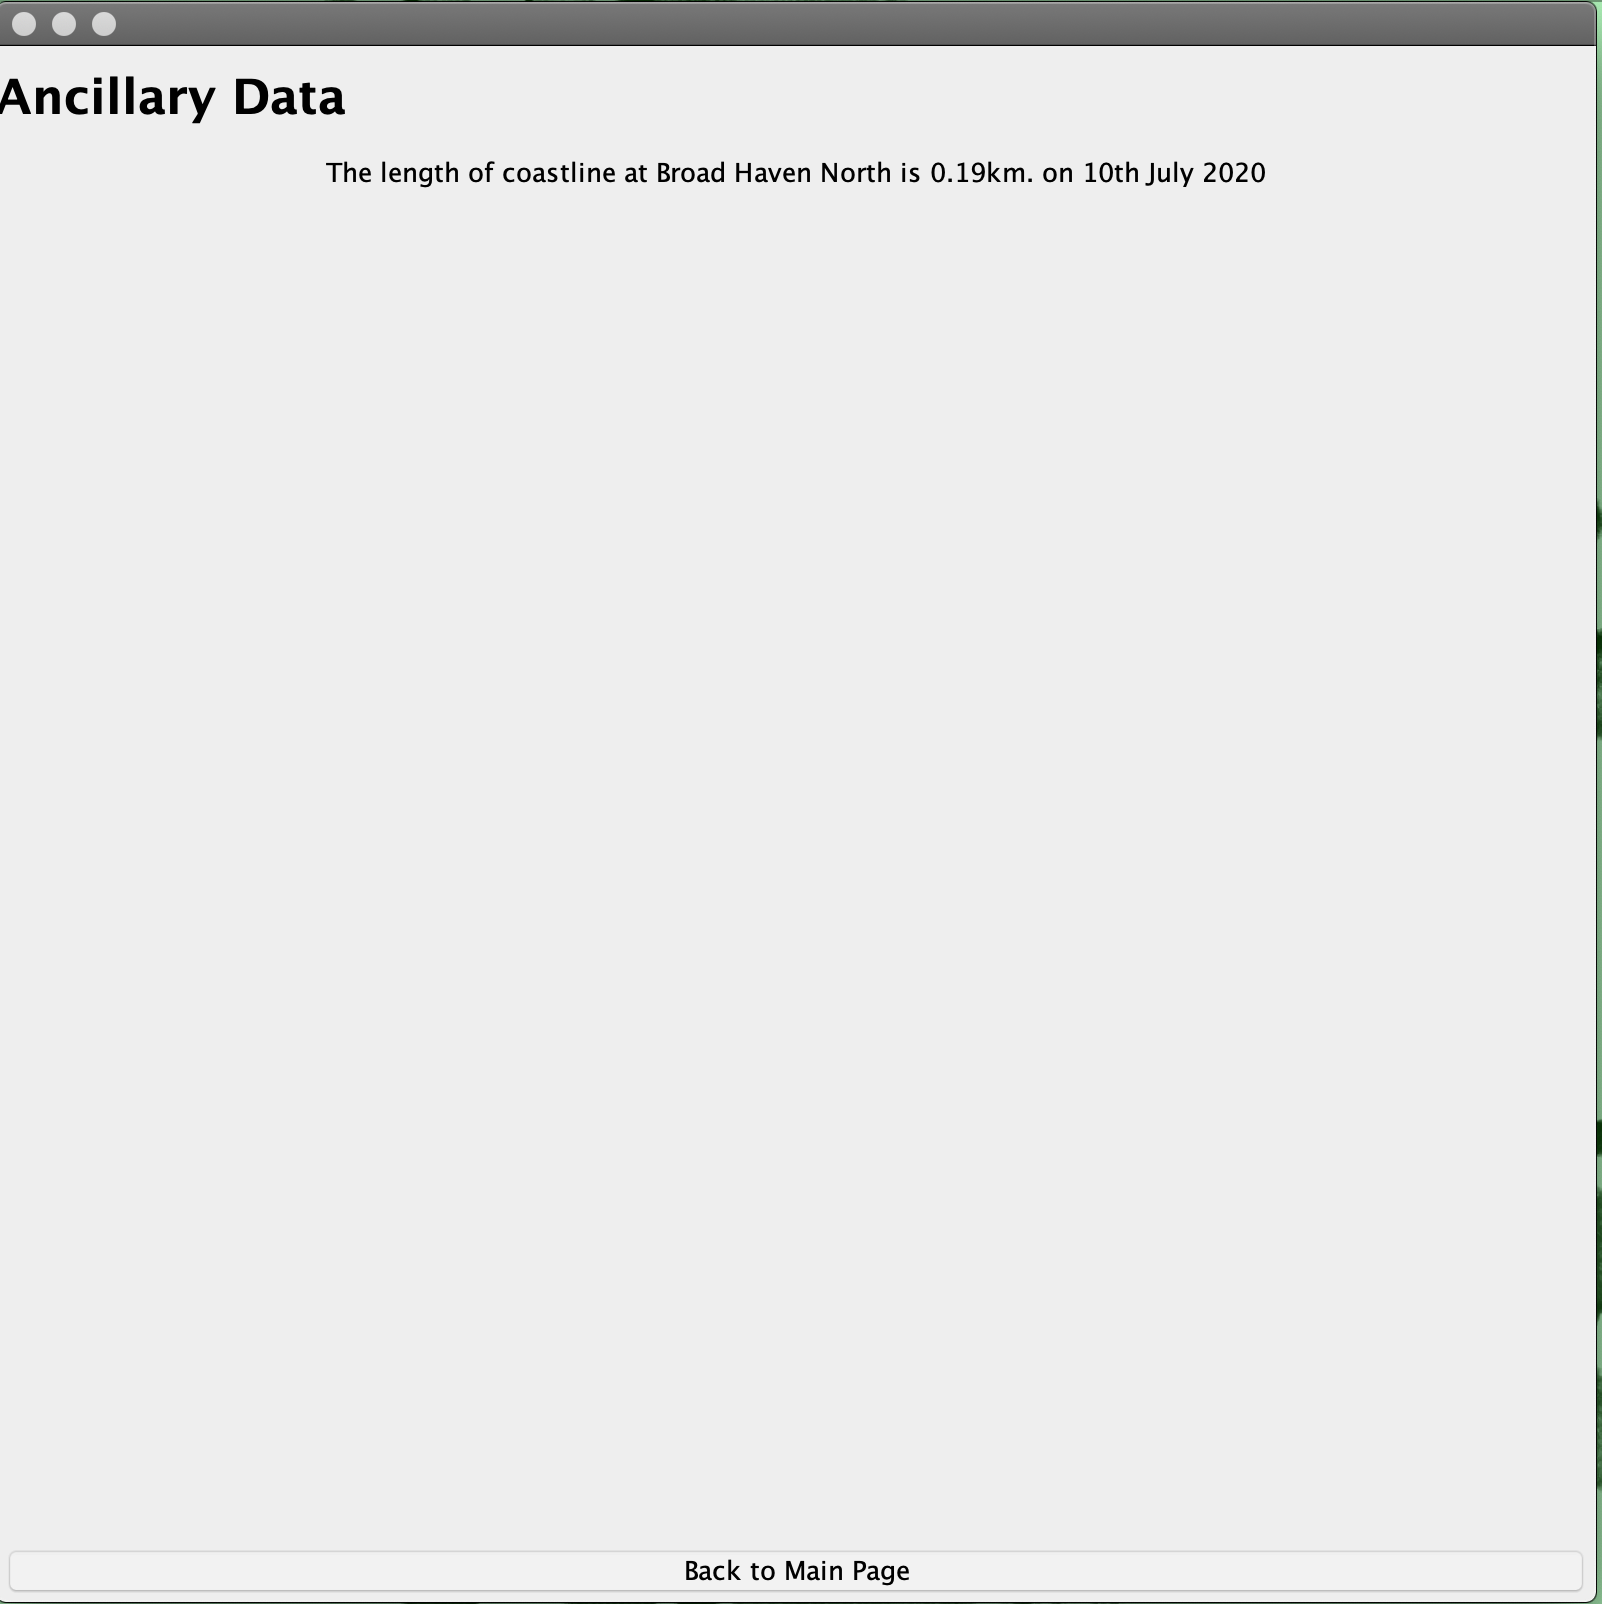 Ancillary Data
The length of coastline at Broad Haven North is 0.19km. on 10th July 2020
Back to Main Page